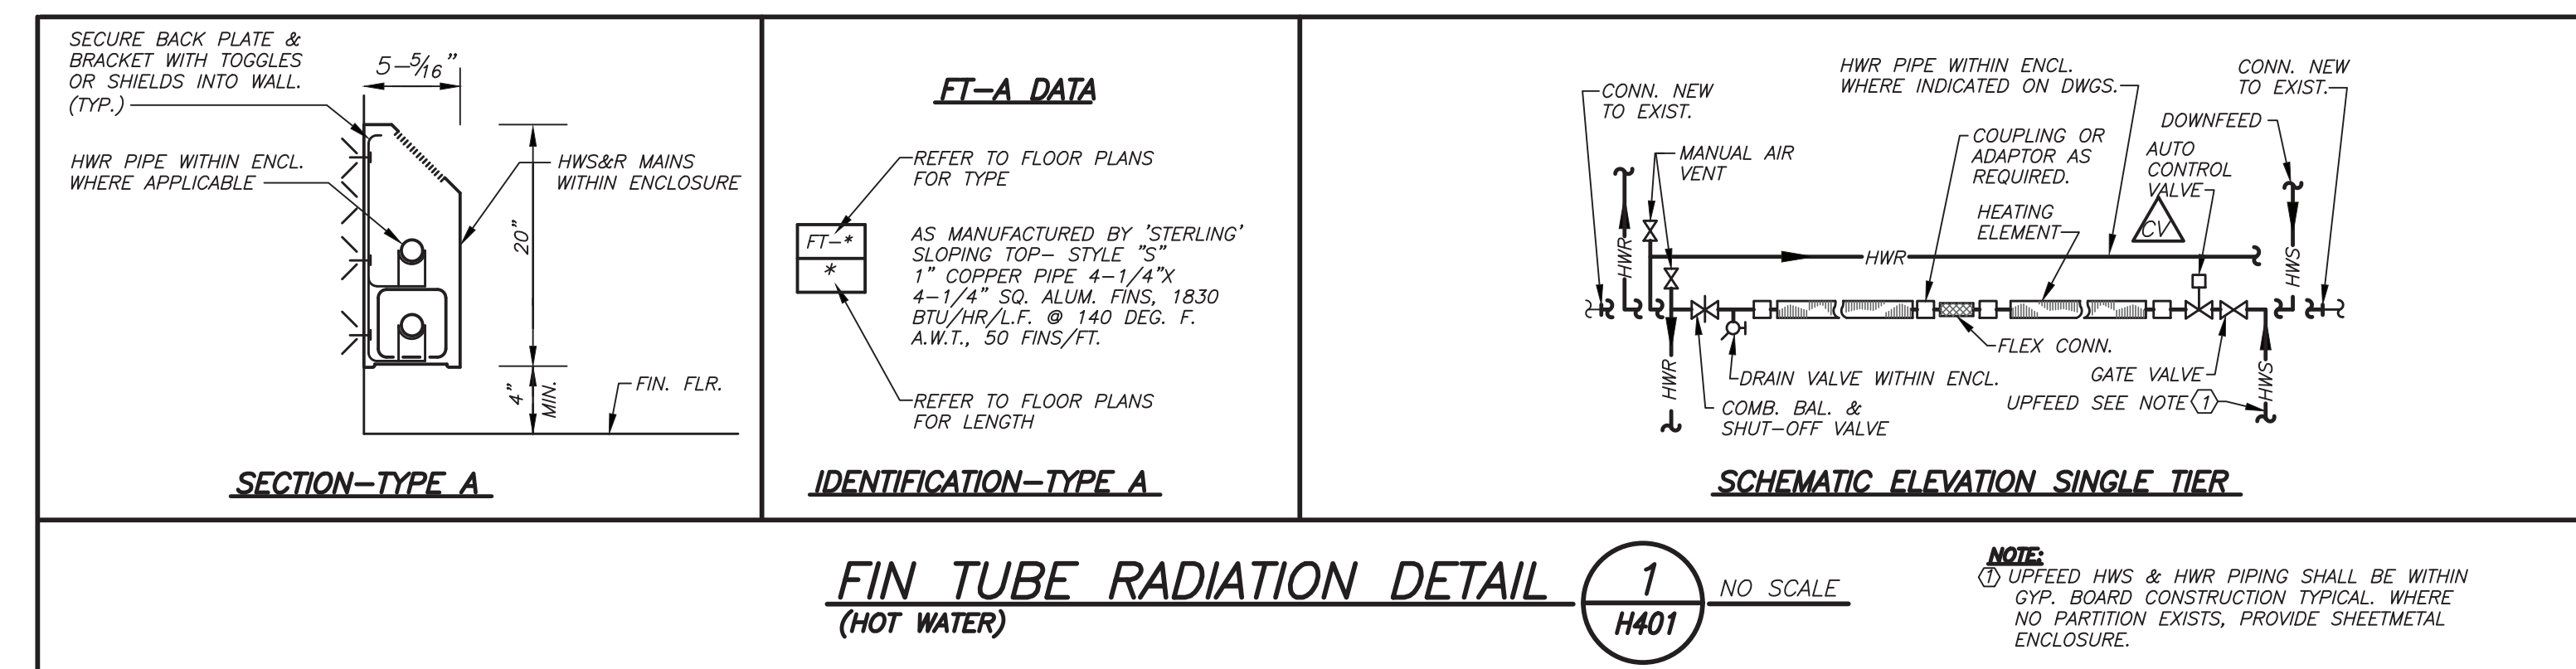 SECURE BACK PLATE &
BRACKET WITH TOGGLES
OR SHIELDS INTO WALL.
(TYP.)
5-5/16"
HWR PIPE WITHIN ENCL.
WHERE APPLICABLE
HWS&R MAINS
WITHIN ENCLOSURE
20"
4"
MIN.
FIN. FLR.
SECTION-TYPE A
FT-A DATA
REFER TO FLOOR PLANS
FOR TYPE
FT-*
*
AS MANUFACTURED BY 'STERLING'
SLOPING TOP- STYLE "S"
1" COPPER PIPE 4-1/4"X
4-1/4" SQ. ALUM. FINS, 1830
BTU/HR/L.F. @ 140 DEG. F.
A.W.T., 50 FINS/FT.
REFER TO FLOOR PLANS
FOR LENGTH
IDENTIFICATION-TYPE A
CONN. NEW
TO EXIST.
MANUAL AIR
VENT
HWR PIPE WITHIN ENCL.
WHERE INDICATED ON DWGS.
CONN. NEW
TO EXIST.
DOWNFEED
COUPLING OR
ADAPTOR AS
REQUIRED.
AUTO
CONTROL
VALVE
HEATING
ELEMENT
CV
HWR
HWR
HWS
FLEX CONN.
DRAIN VALVE WITHIN ENCL.
GATE VALVE
HWR
HWS
COMB. BAL. &
SHUT-OFF VALVE
UPFEED SEE NOTE 1
SCHEMATIC ELEVATION SINGLE TIER
FIN TUBE RADIATION DETAIL
(HOT WATER)
1
H401
NO SCALE
NOTE:
1 UPFEED HWS & HWR PIPING SHALL BE WITHIN
GYP. BOARD CONSTRUCTION TYPICAL. WHERE
NO PARTITION EXISTS, PROVIDE SHEETMETAL
ENCLOSURE.